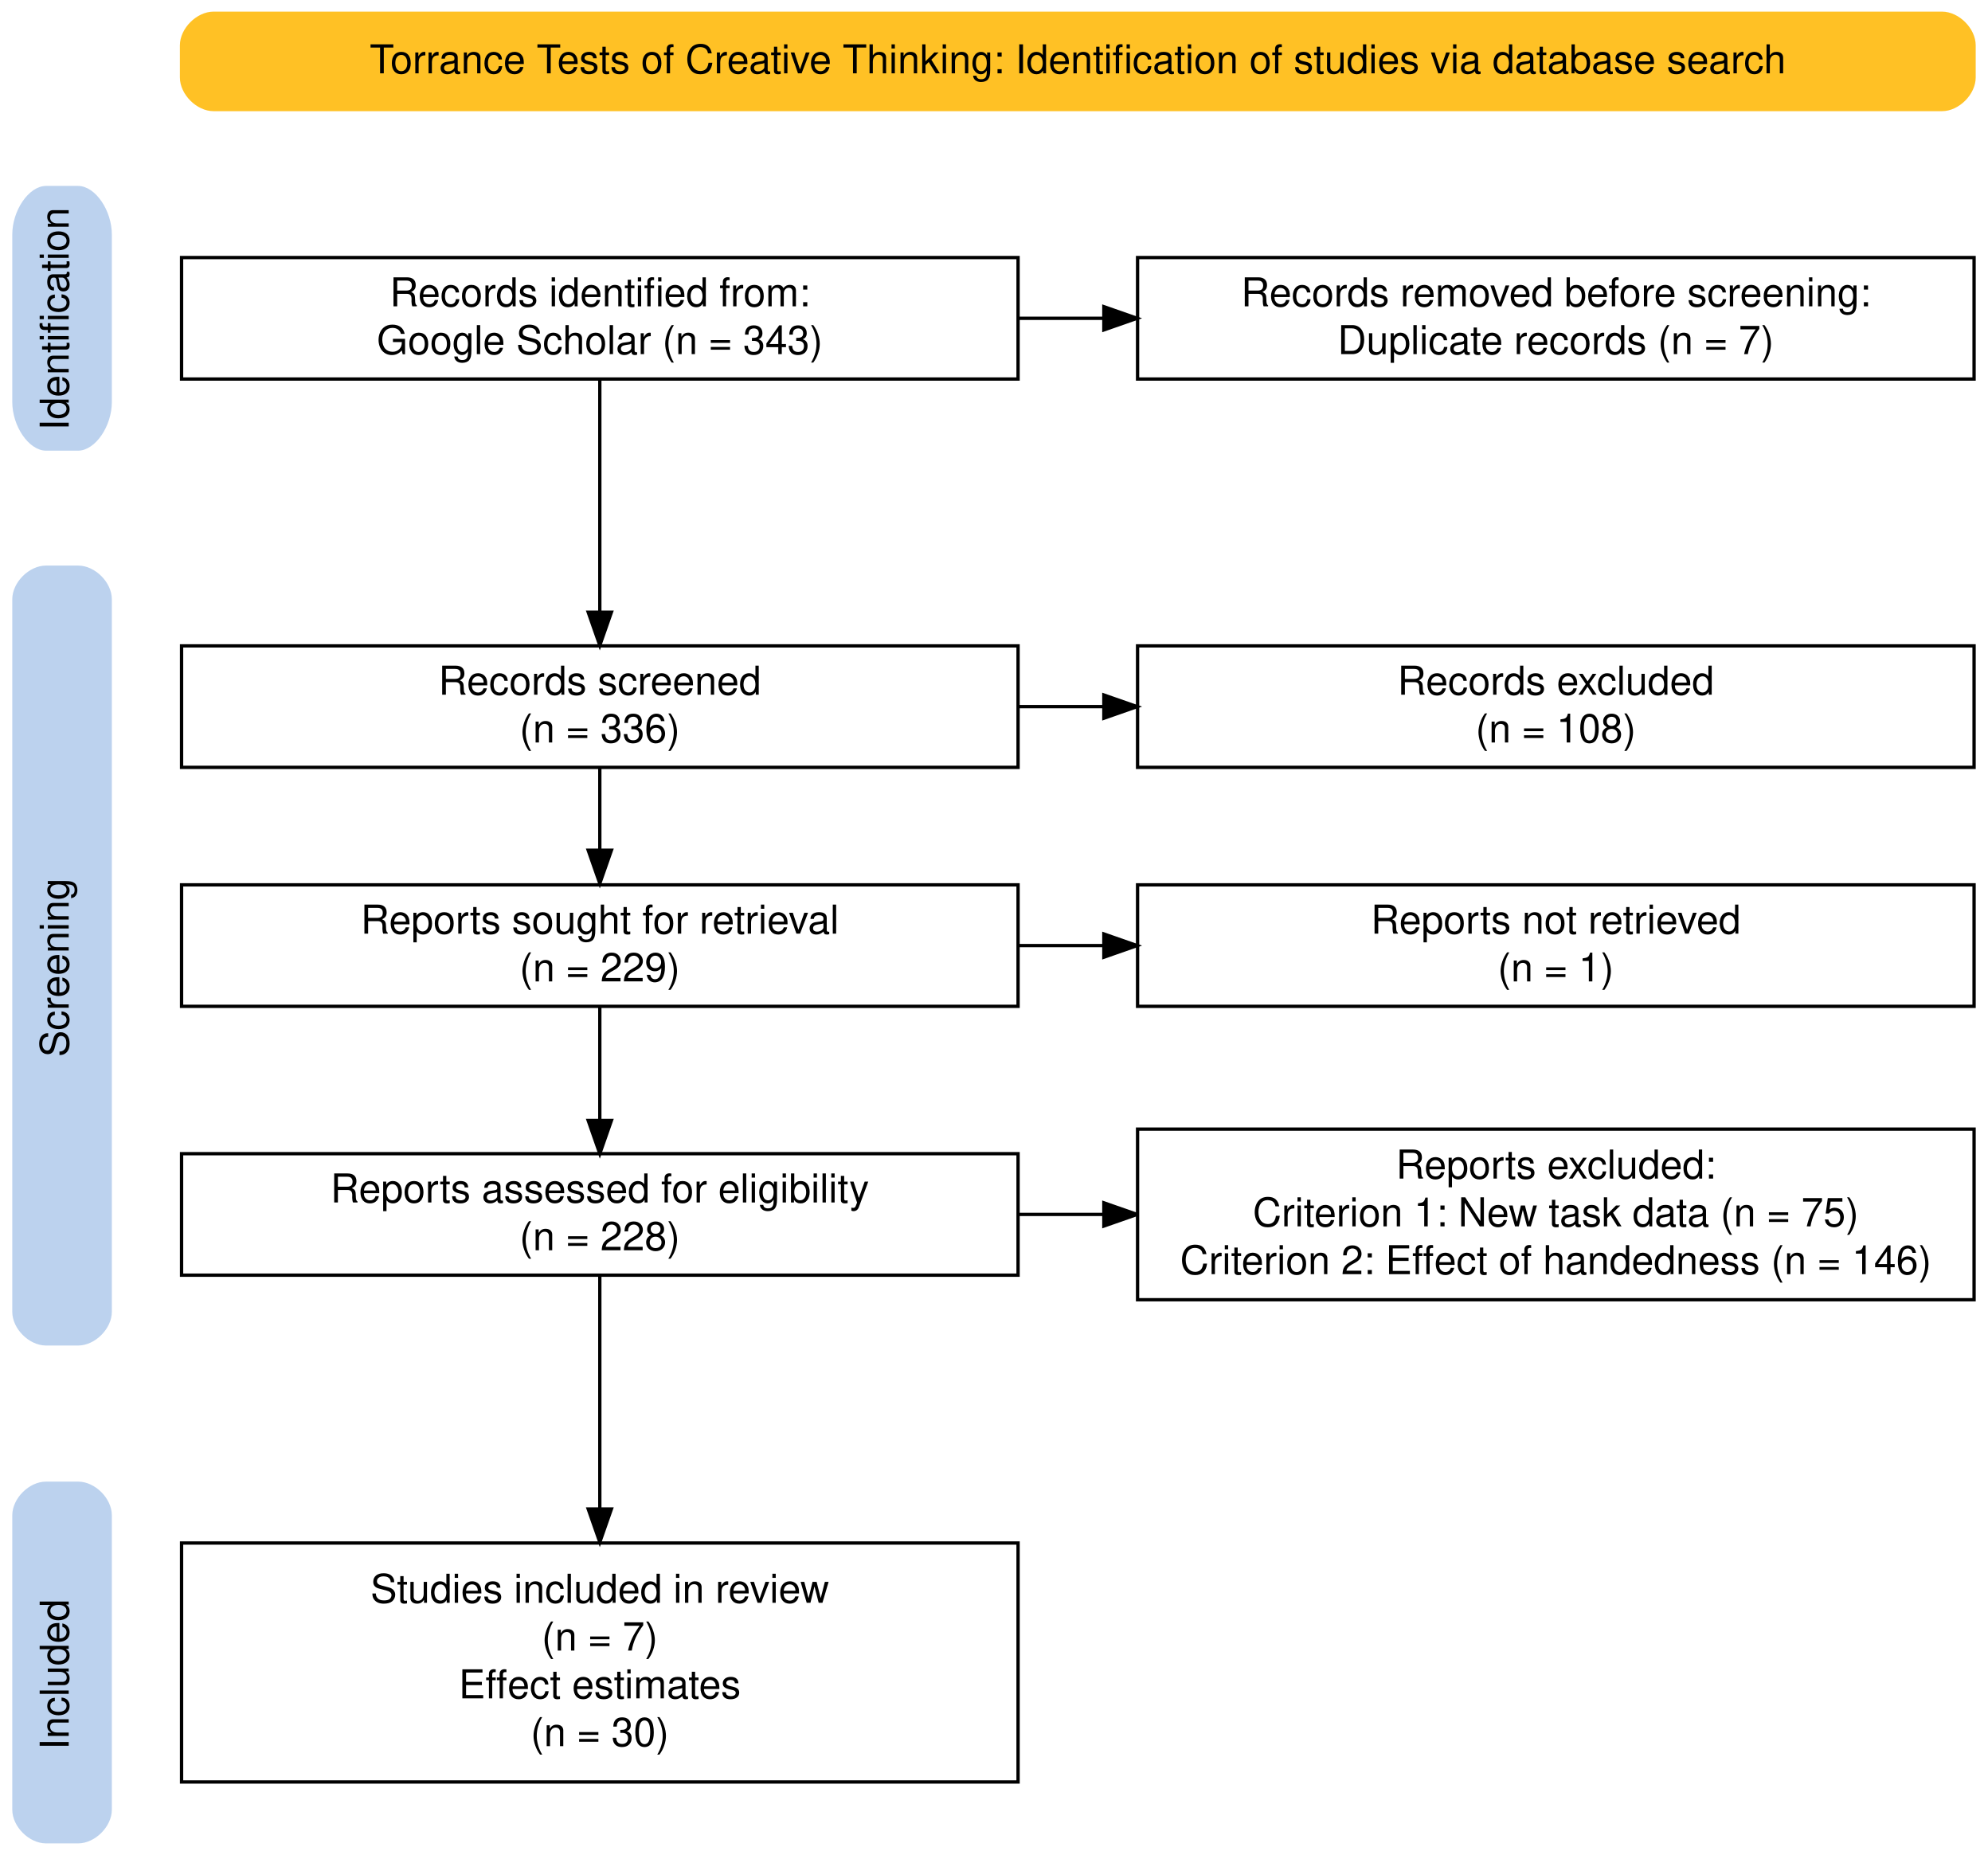 Torrance Tests of Creative Thinking: Identification of studies via database search
Identification
Records identified from:
Google Scholar (n = 343)
Records removed before screening:
Duplicate records (n = 7)
Screening
Records screened
(n = 336)
Records excluded
(n = 108)
Reports sought for retrieval
(n = 229)
Reports not retrieved
(n = 1)
Reports assessed for eligibility
(n = 228)
Reports excluded:
Criterion 1: New task data (n = 75)
Criterion 2: Effect of handedness (n = 146)
Included
Studies included in review
(n = 7)
Effect estimates
(n = 30)